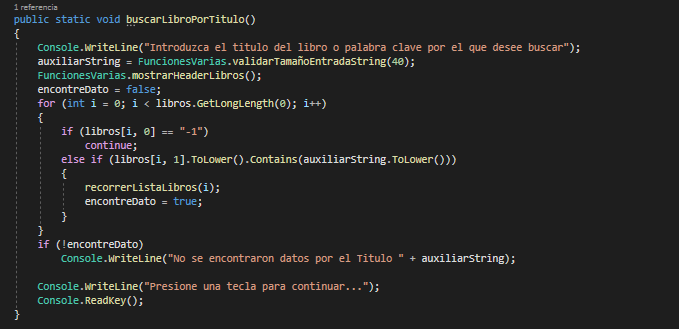 1 referencia
public static void buscarLibroPorTitulo()
{
Console.WriteLine("Introduzca el titulo del libro o palabra clave por el que desee buscar");
auxiliarString = FuncionesVarias.validarTamañoEntradaString(40);
FuncionesVarias.mostrarHeaderLibros();
encontreDato = false;
for (int i = 0; i < libros.GetLongLength(0); i++)
{
if (libros[i, 0] == "-1")
continue;
else if (libros[i, 1].ToLower().Contains(auxiliarString.ToLower()))
{
recorrerListaLibros(i);
encontreDato = true;
}
}
if (!encontreDato)
Console.WriteLine("No se encontraron datos por el Titulo " + auxiliarString);
Console.WriteLine("Presione una tecla para continuar...");
Console.ReadKey();
}